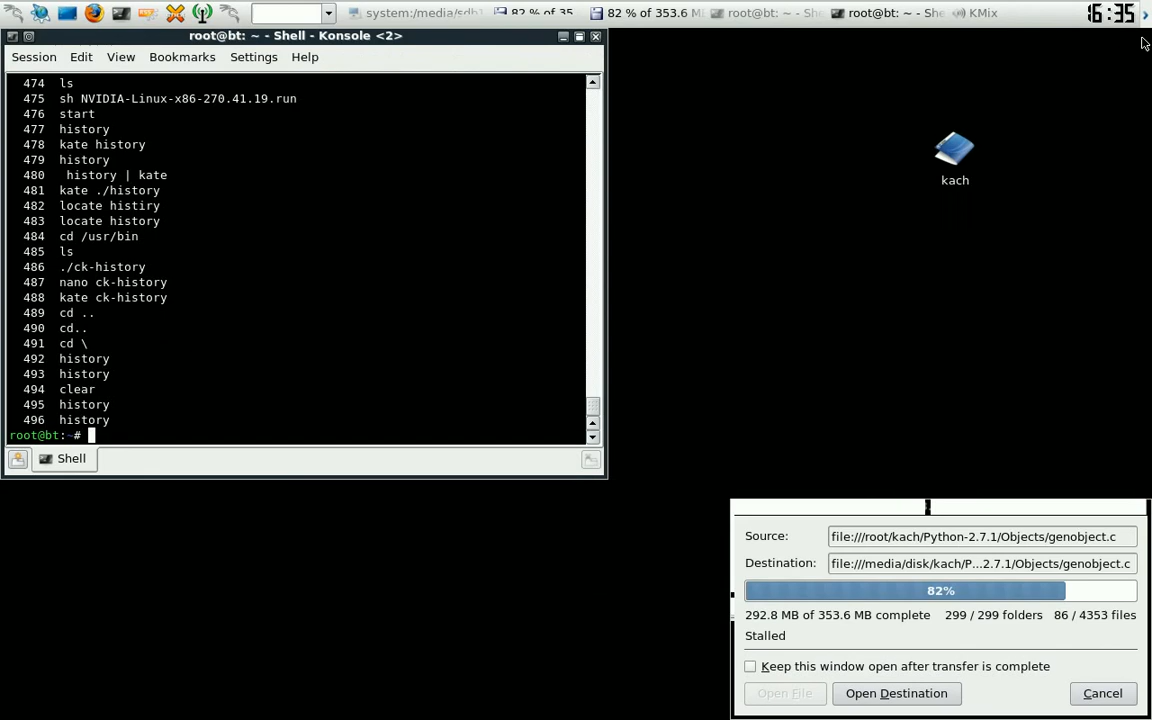 system:/media/sdb1
82 % of 35
82 % of 353.6 M
root@bt: ~ - She
root@bt: ~ - She
KMix
16:35
root@bt: ~ - Shell - Konsole <2>
Session Edit View Bookmarks Settings Help
474 ls
475 sh NVIDIA-Linux-x86-270.41.19.run
476 start
477 history
478 kate history
479 history
480  history | kate
481 kate ./history
482 locate histiry
483 locate history
484 cd /usr/bin
485 ls
486 ./ck-history
487 nano ck-history
488 kate ck-history
489 cd ..
490 cd..
491 cd \
492 history
493 history
494 clear
495 history
496 history
root@bt:~#
Shell
kach
Source: file:///root/kach/Python-2.7.1/Objects/genobject.c
Destination: file:///media/disk/kach/P...2.7.1/Objects/genobject.c
82%
292.8 MB of 353.6 MB complete 299 / 299 folders 86 / 4353 files
Stalled
Keep this window open after transfer is complete
Open File Open Destination Cancel